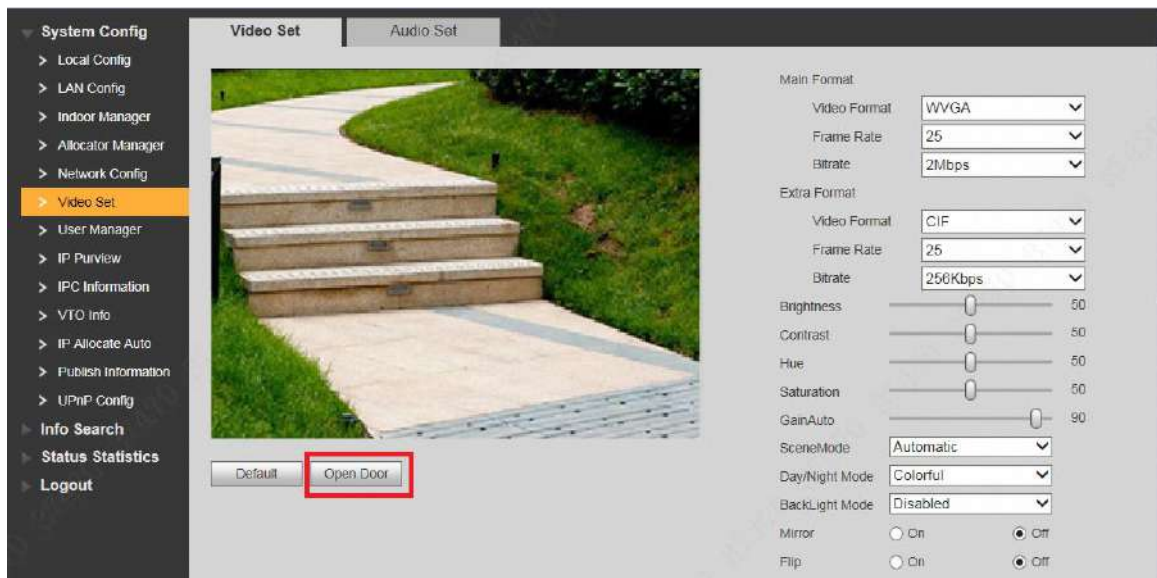 System Config
Local Config
LAN Config
Indoor Manager
Allocator Manager
Network Config
Video Set
User Manager
IP Purview
IPC Information
VTO Info
IP Allocate Auto
Publish Information
UPnP Config
Info Search
Status Statistics
Logout
Video Set Audio Set
Default Open Door
Main Format
Video Format WVGA
Frame Rate 25
Bitrate 2Mbps
Extra Format
Video Format CIF
Frame Rate 25
Bitrate 256Kbps
Brightness 50
Contrast 50
Hue 50
Saturation 50
GainAuto 90
SceneMode Automatic
Day/Night Mode Colorful
BackLight Mode Disabled
Mirror On Off
Flip On Off